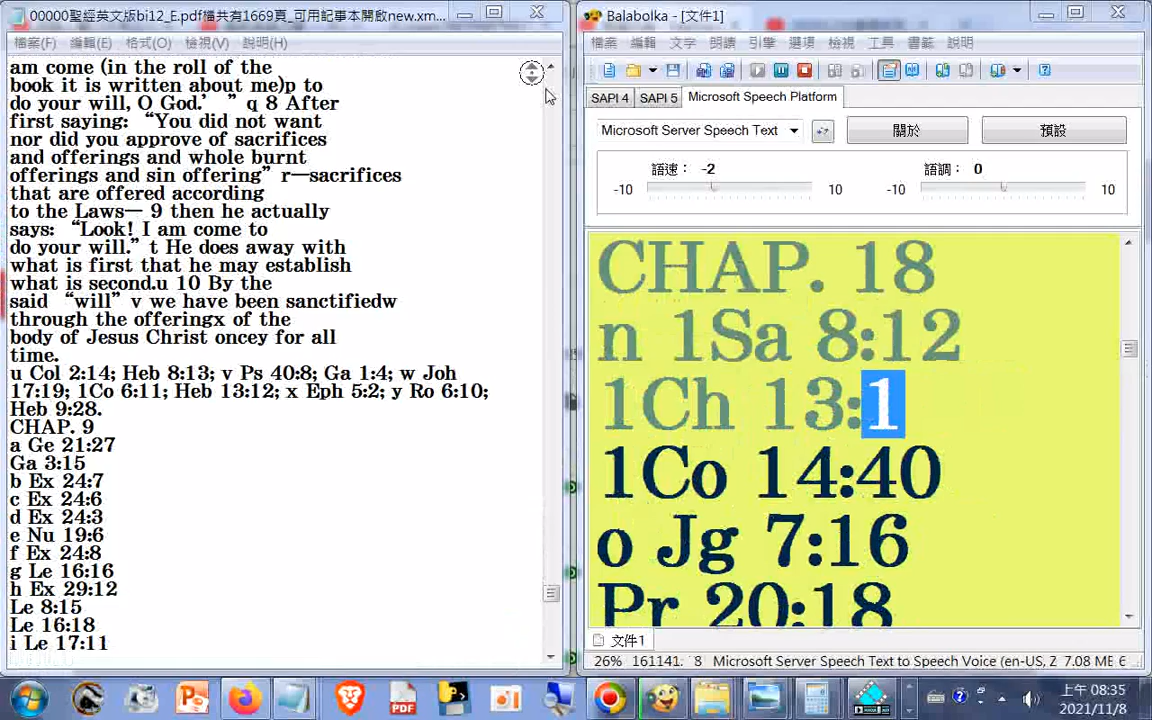 00000聖經英文版bi12_E.pdf檔共有1669頁_可用記事本開啟new.xm...
檔案(F) 編輯(E) 格式(O) 檢視(V) 說明(H)
am come (in the roll of the
book it is written about me)p to
do your will, O God.’ ” q 8 After
first saying: “You did not want
nor did you approve of sacrifices
and offerings and whole burnt
offerings and sin offering” r—sacrifices
that are offered according
to the Laws— 9 then he actually
says: “Look! I am come to
do your will.” t He does away with
what is first that he may establish
what is second.u 10 By the
said “will” v we have been sanctifiedw
through the offeringx of the
body of Jesus Christ oncey for all
time.
u Col 2:14; Heb 8:13; v Ps 40:8; Ga 1:4; w Joh
17:19; 1Co 6:11; Heb 13:12; x Eph 5:2; y Ro 6:10;
Heb 9:28.
CHAP. 9
a Ge 21:27
Ga 3:15
b Ex 24:7
c Ex 24:6
d Ex 24:3
e Nu 19:6
f Ex 24:8
g Le 16:16
h Ex 29:12
Le 8:15
Le 16:18
i Le 17:11
Balabolka - [文件1]
檔案 編輯 文字 朗讀 引擎 選項 檢視 工具 書籤 說明
SAPI 4 SAPI 5 Microsoft Speech Platform
Microsoft Server Speech Text 關於 預設
語速： -2 語調： 0
-10 10 -10 10
CHAP. 18
n 1Sa 8:12
1Ch 13:1
1Co 14:40
o Jg 7:16
Pr 20:18
文件1
26% 161141. 8 Microsoft Server Speech Text to Speech Voice (en-US, 2 7.08 MB 6
上午 08:35
2021/11/8